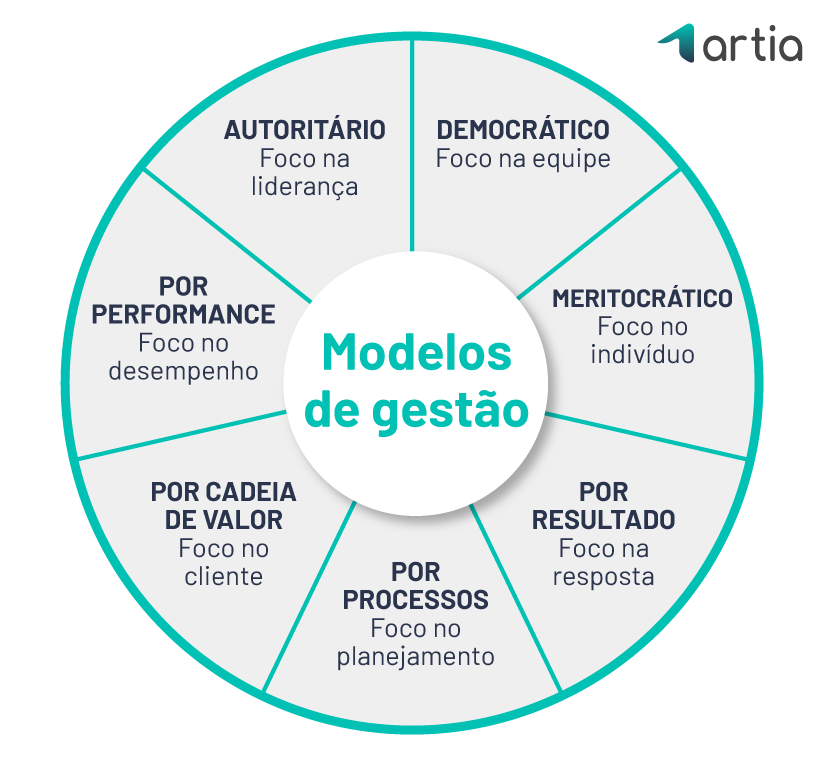 artia
AUTORITÁRIO
Foco na
liderança
DEMOCRÁTICO
Foco na equipe
MERITOCRÁTICO
Foco no
indivíduo
POR
RESULTADO
Foco na
resposta
POR
PROCESSOS
Foco no
planejamento
POR CADEIA
DE VALOR
Foco no
cliente
POR
PERFORMANCE
Foco no
desempenho
Modelos
de gestão